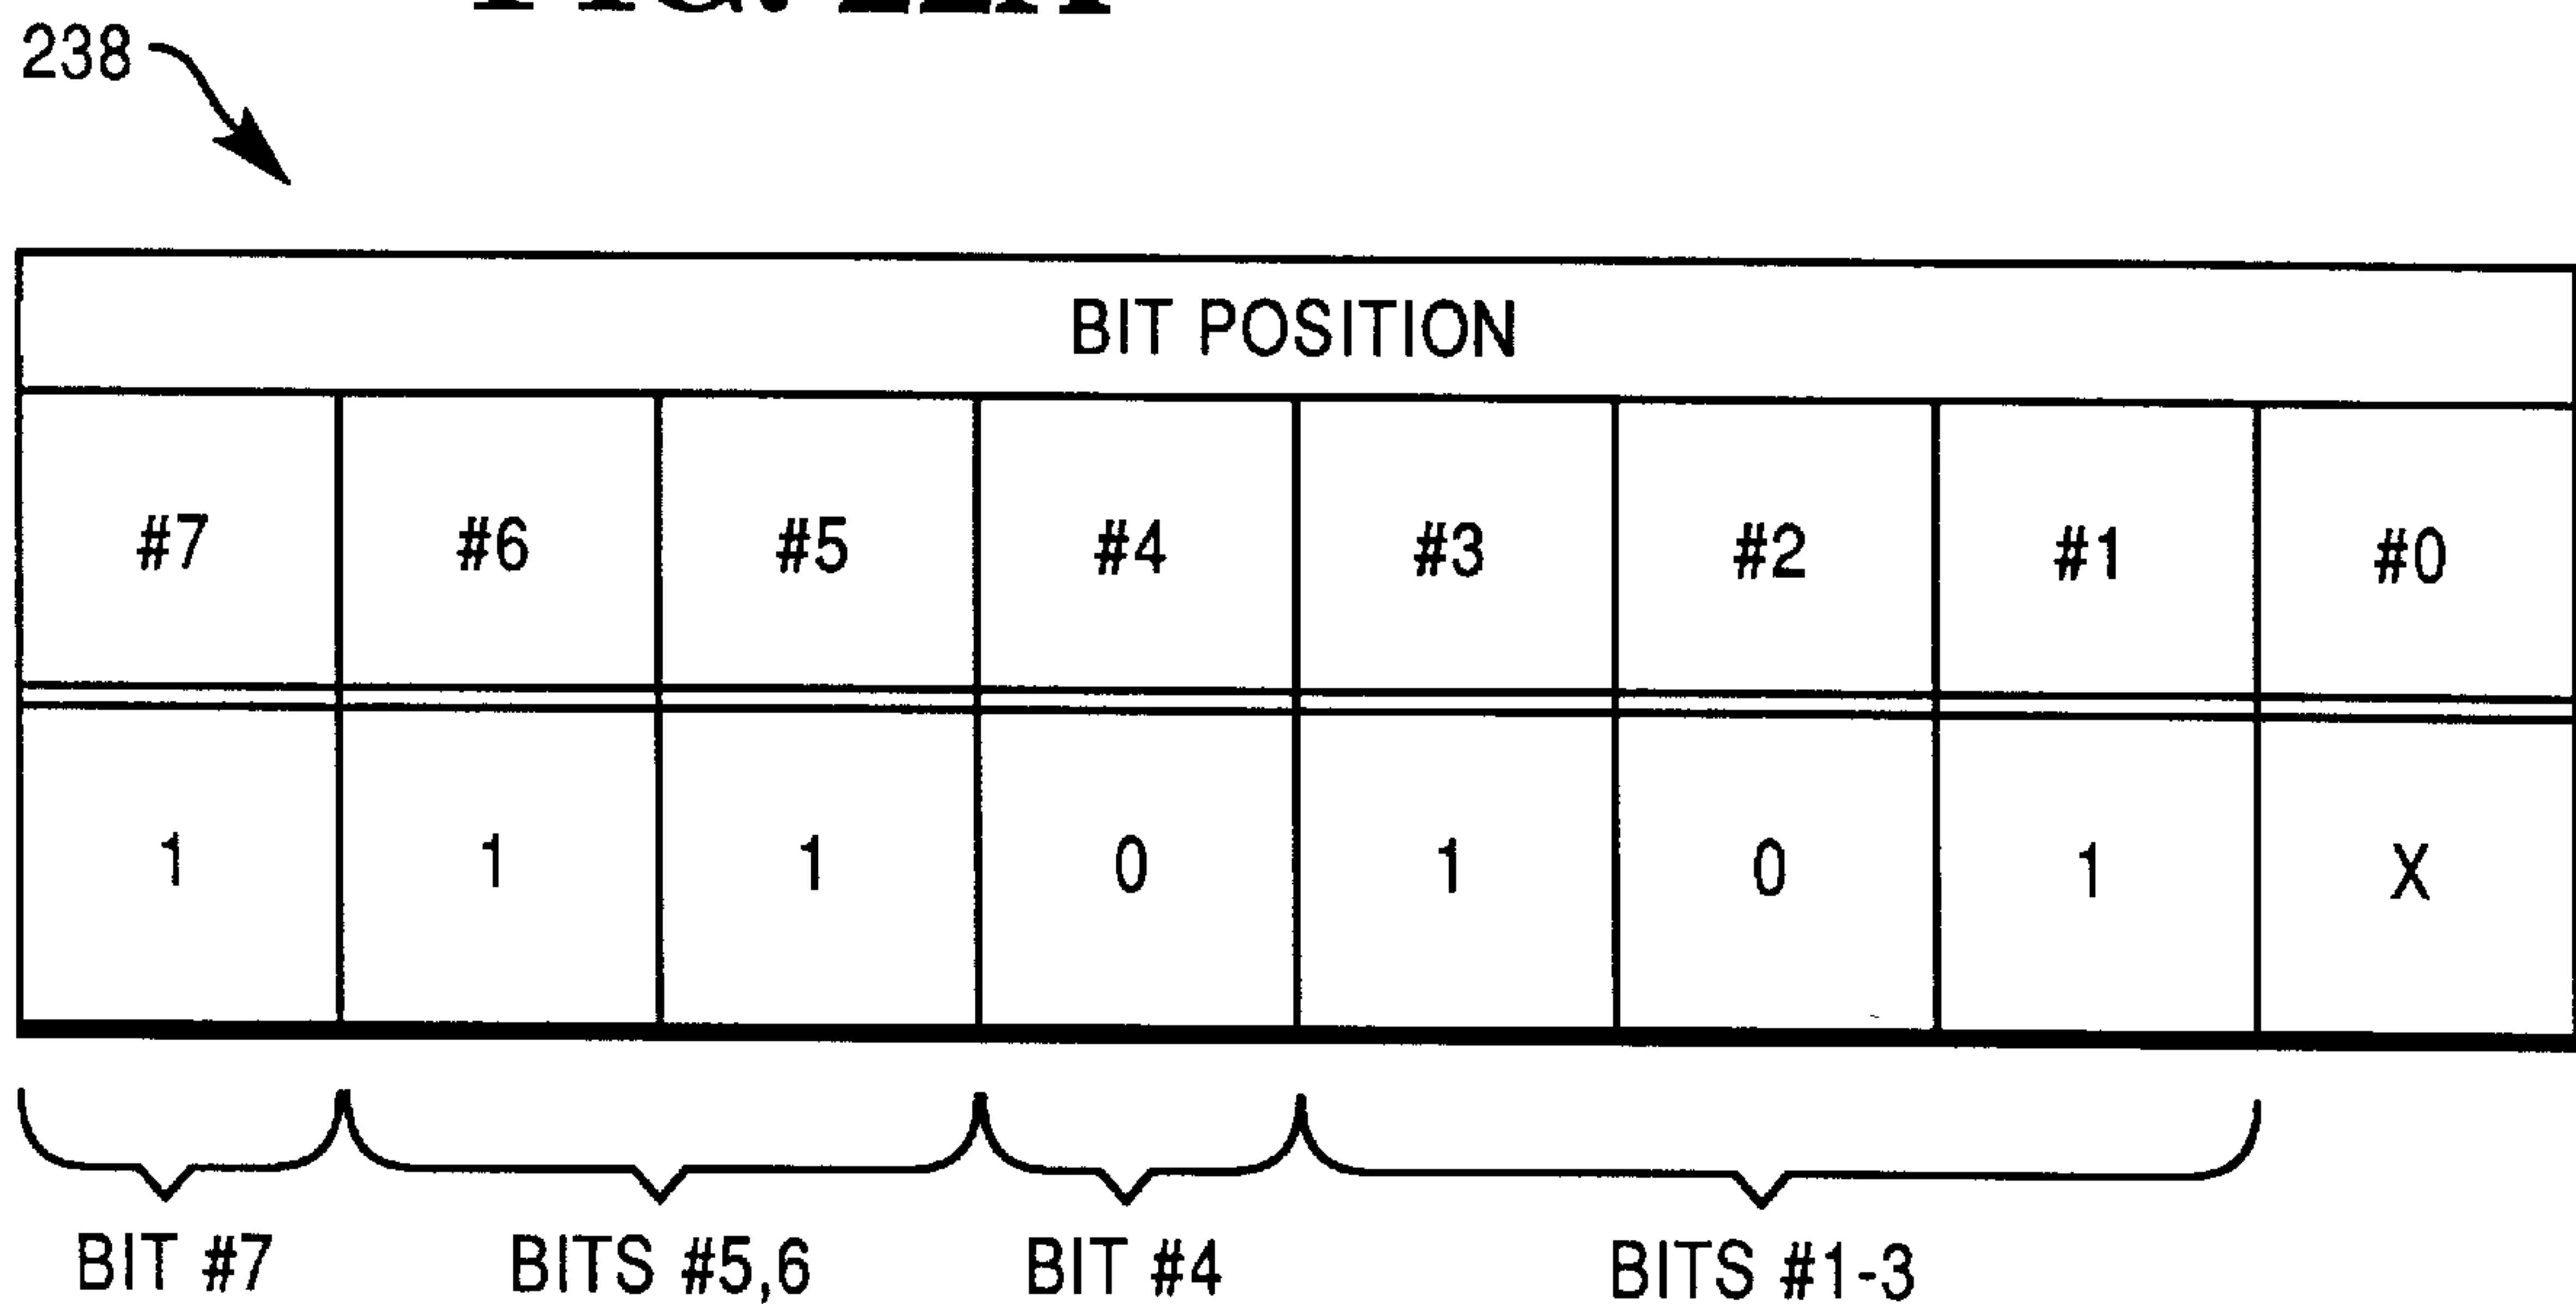 238
BIT POSITION
#7 #6 #5 #4 #3 #2 #1 #0
1 1 1 0 1 0 1 X
BIT #7 BITS #5,6 BIT #4 BITS #1-3